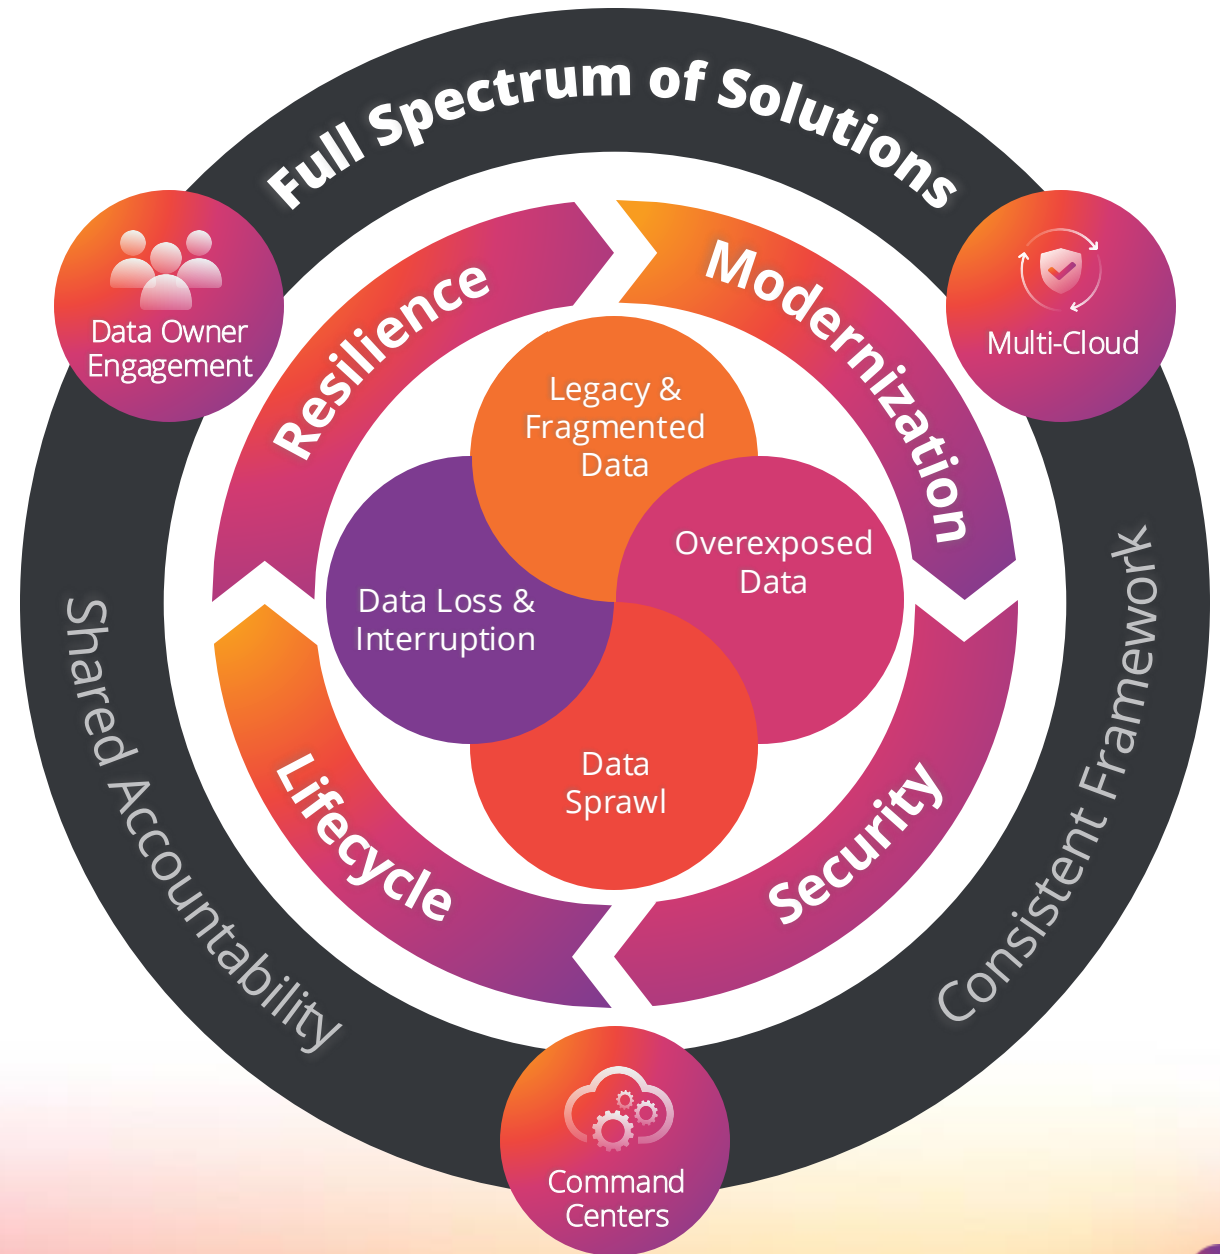 Full Spectrum of Solutions
Data Owner
Engagement
Multi-Cloud
Resilience
Modernization
Legacy &
Fragmented
Data
Overexposed
Data
Data Loss &
Interruption
Data
Sprawl
Lifecycle
Security
Shared Accountability
Consistent Framework
Command
Centers